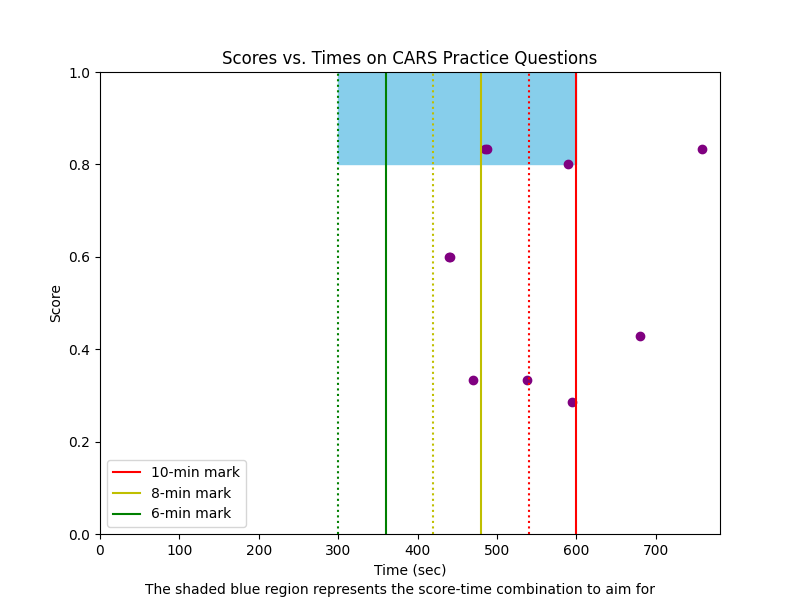 Scores vs. Times on CARS Practice Questions
1.0
0.8
0.6
0.4
0.2
0.0
Score
10-min mark
8-min mark
6-min mark
0 100 200 300 400 500 600 700
Time (sec)
The shaded blue region represents the score-time combination to aim for